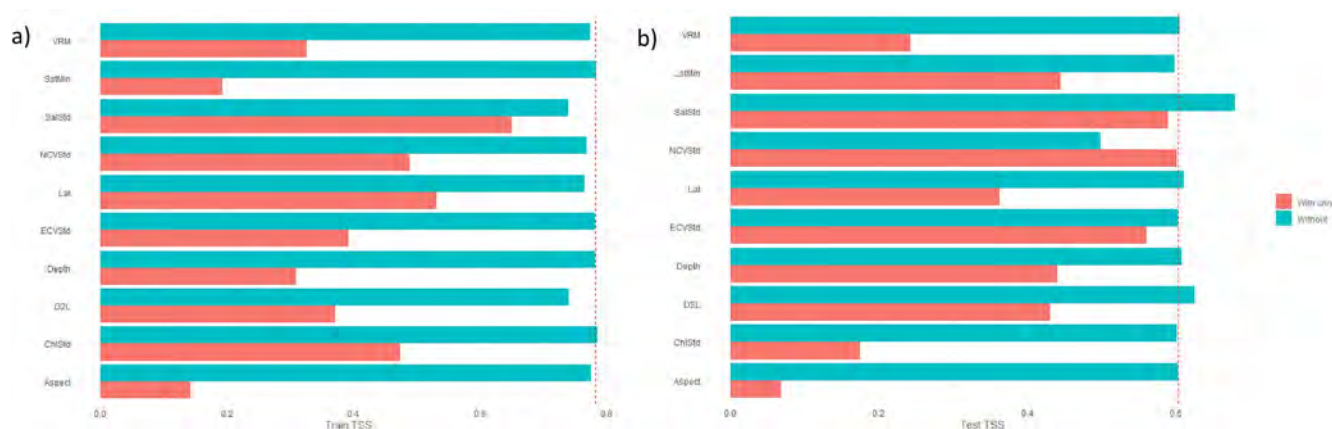 a)
VRM
SstMin
SalStd
NCVStd
Lat
ECVStd
Depth
D2L
ChlStd
Aspect
0.0 0.2 0.4 0.6 0.8
Train TSS
b)
VRM
SalStd
NCVStd
Lat
ECVStd
Depth
ChlStd
Aspect
0.0 0.2 0.4 0.6
Test TSS
With only
Without